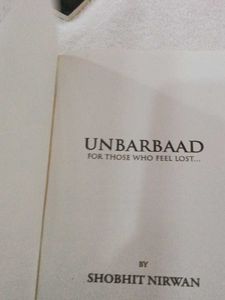 UNBARBAAD
FOR THOSE WHO FEEL LOST...
BY
SHOBHIT NIRWAN